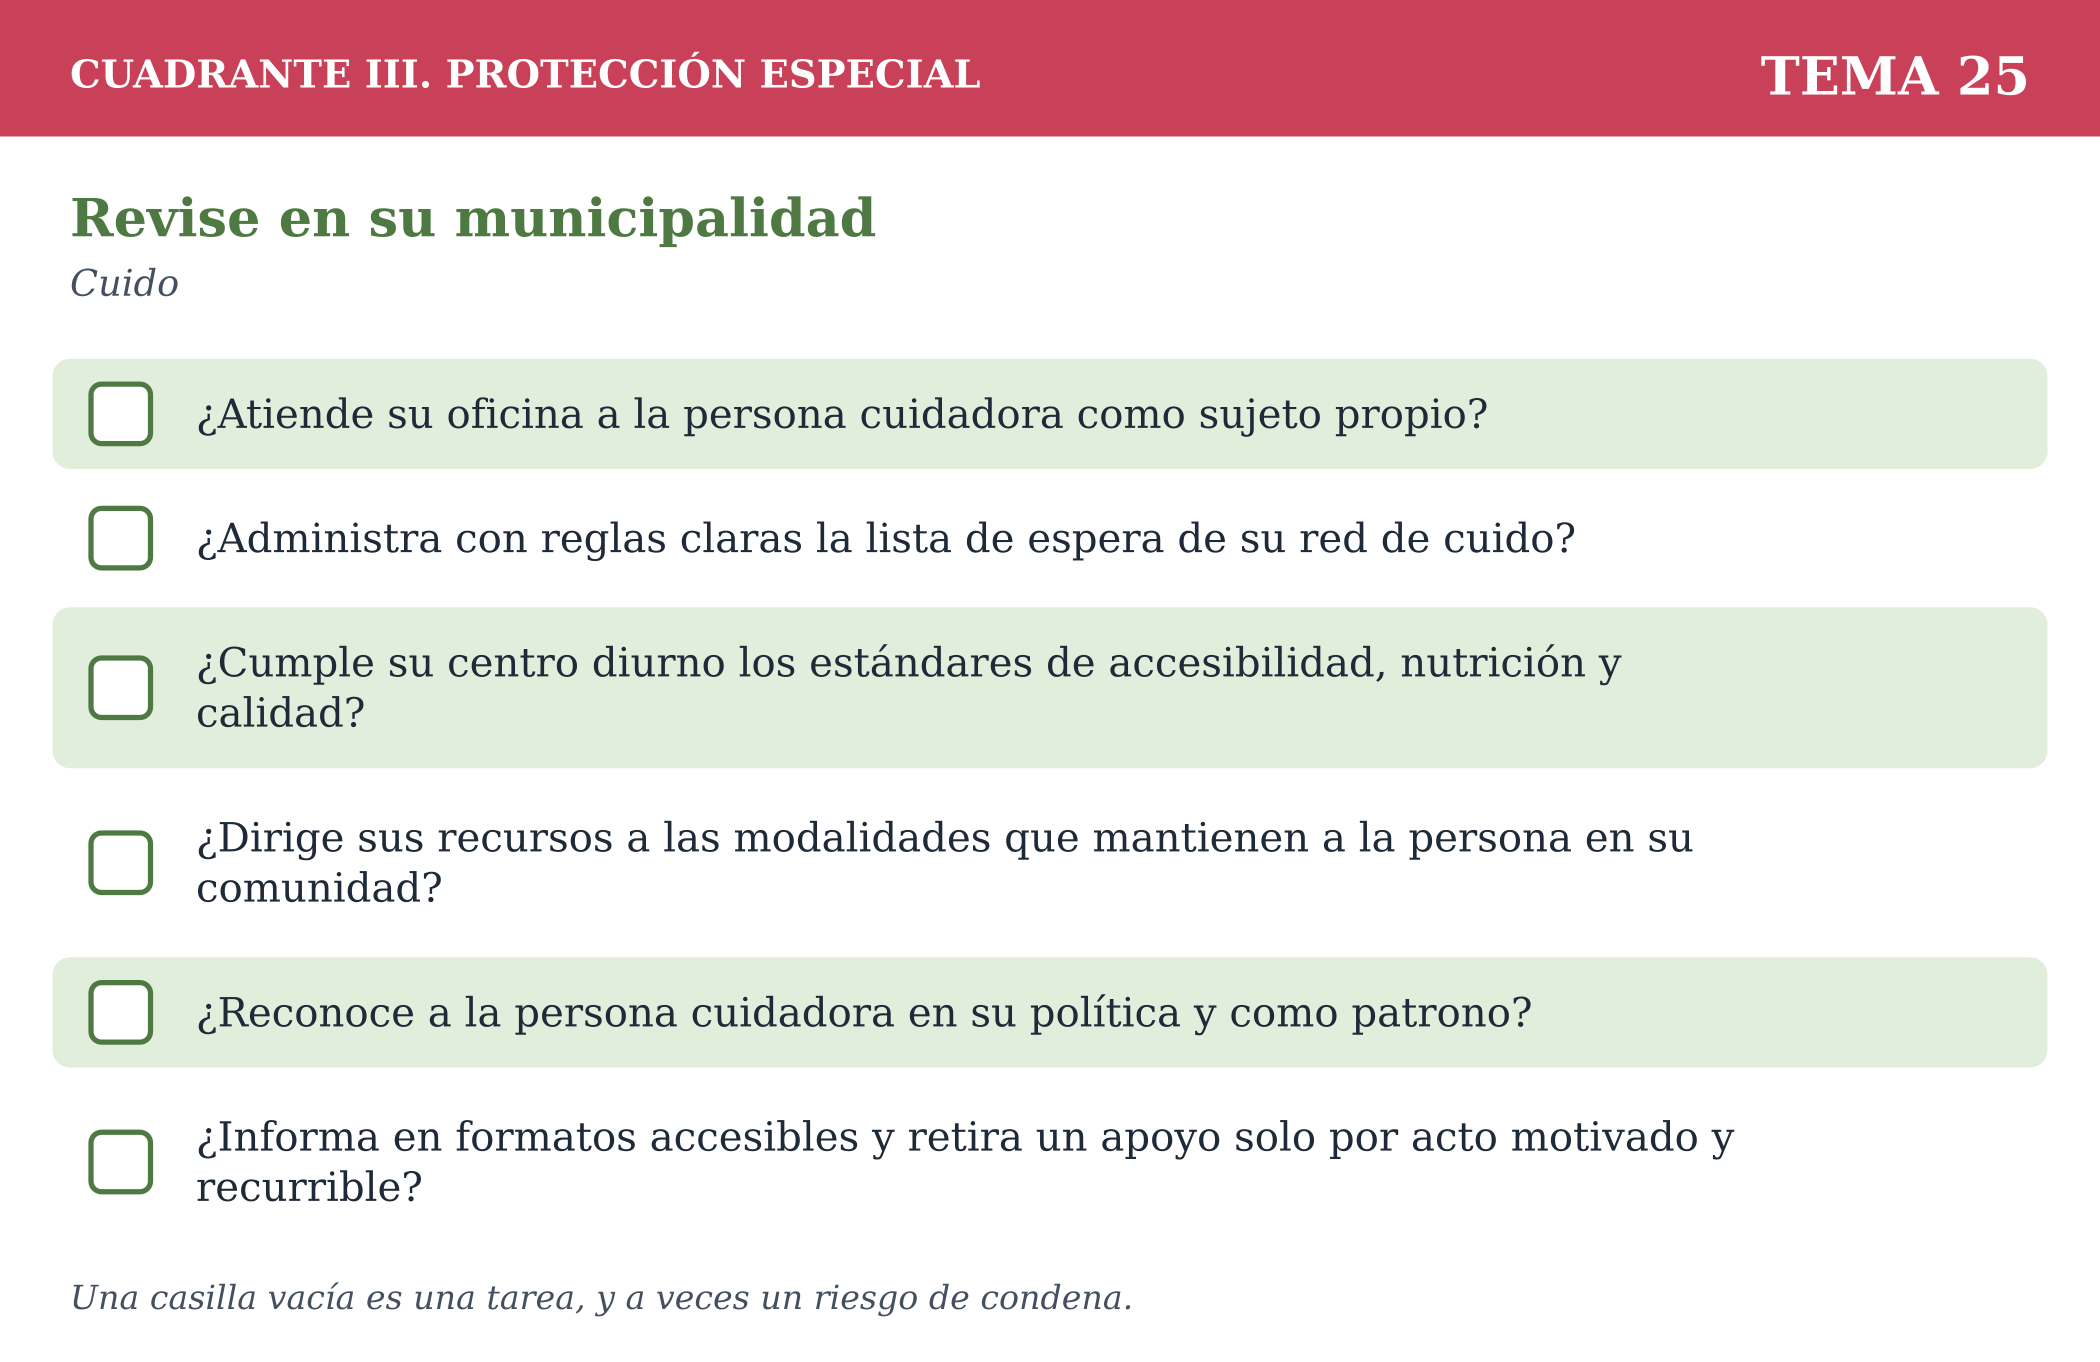 CUADRANTE III. PROTECCIÓN ESPECIAL
TEMA 25
Revise en su municipalidad
Cuido
¿Atiende su oficina a la persona cuidadora como sujeto propio?
¿Administra con reglas claras la lista de espera de su red de cuido?
¿Cumple su centro diurno los estándares de accesibilidad, nutrición y
calidad?
¿Dirige sus recursos a las modalidades que mantienen a la persona en su
comunidad?
¿Reconoce a la persona cuidadora en su política y como patrono?
¿Informa en formatos accesibles y retira un apoyo solo por acto motivado y
recurrible?
Una casilla vacía es una tarea, y a veces un riesgo de condena.